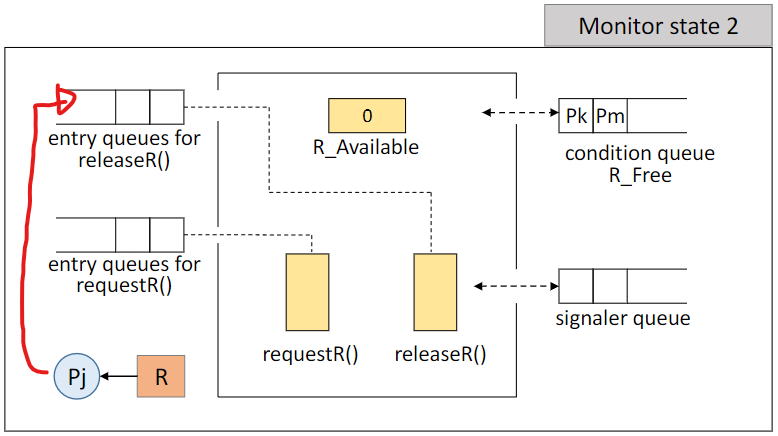 Monitor state 2
entry queues for
releaseR()
0
R_Available
Pk Pm
condition queue
R_Free
entry queues for
requestR()
requestR()
releaseR()
signaler queue
Pj
R